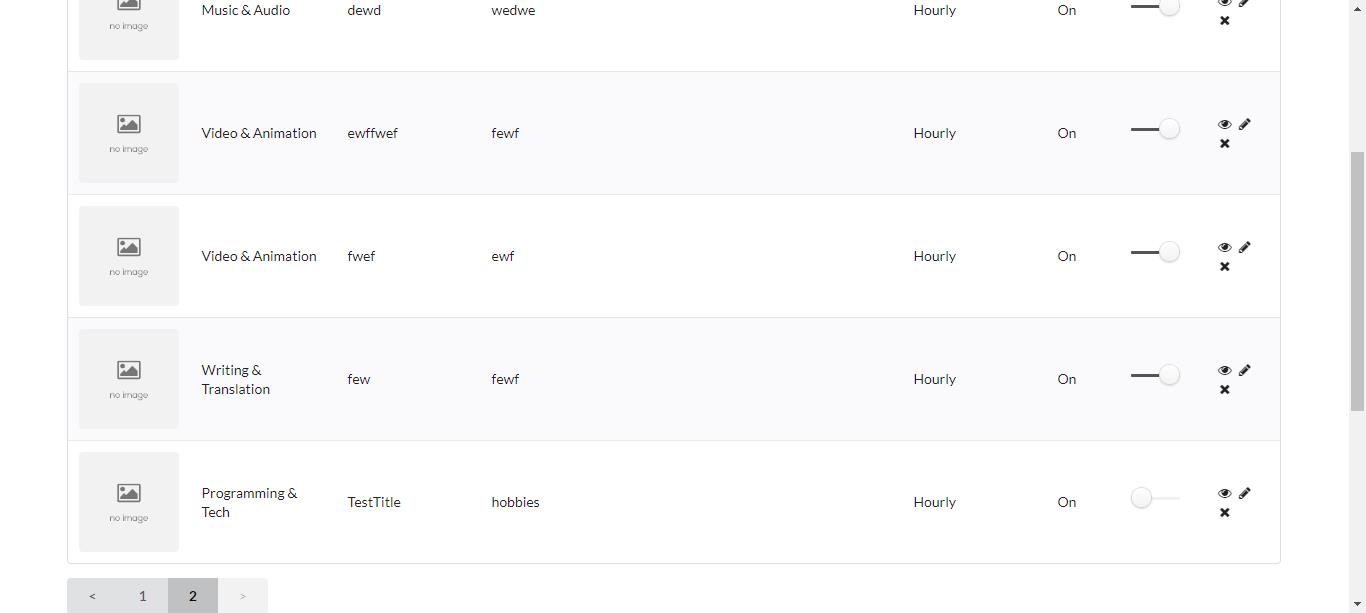 Music & Audio dewd wedwe Hourly On
no image
Video & Animation ewffwef fewf Hourly On
no image
Video & Animation fwef ewf Hourly On
no image
Writing &
Translation few fewf Hourly On
no image
Programming &
Tech TestTitle hobbies Hourly On
no image
< 1 2 >